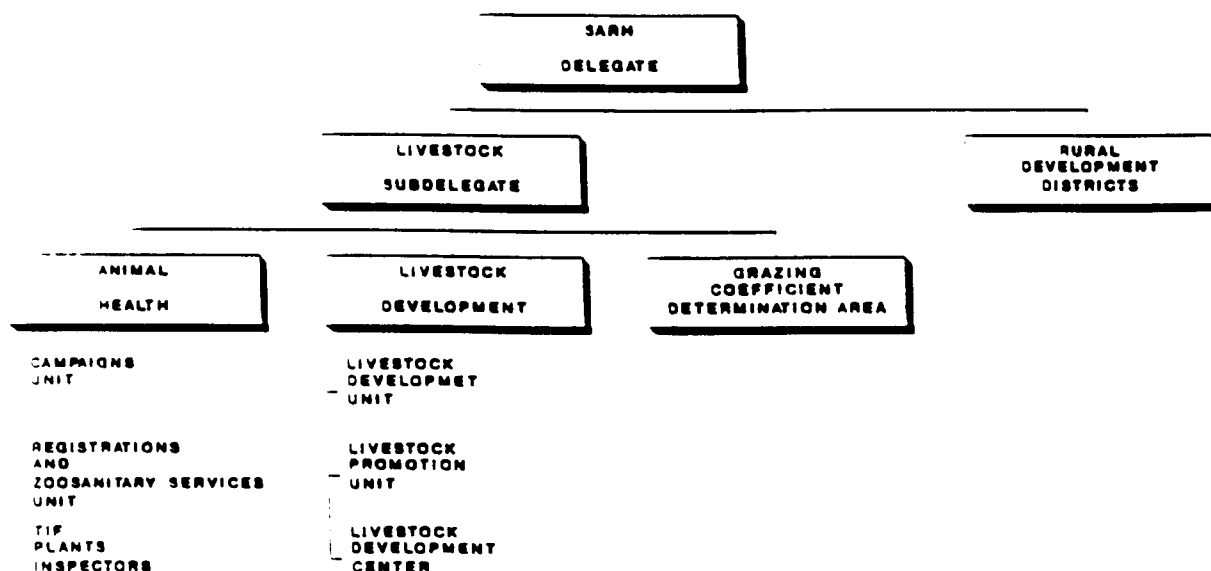 SARH
DELEGATE
LIVESTOCK
SUBDELEGATE
RURAL
DEVELOPMENT
DISTRICTS
ANIMAL
HEALTH
LIVESTOCK
DEVELOPMENT
GRAZING
COEFFICIENT
DETERMINATION AREA
CAMPAIGNS
UNIT
REGISTRATIONS
AND
ZOOSANITARY SERVICES
UNIT
TIF
PLANTS
INSPECTORS
LIVESTOCK
DEVELOPMET
UNIT
LIVESTOCK
PROMOTION
UNIT
LIVESTOCK
DEVELOPMENT
CENTER